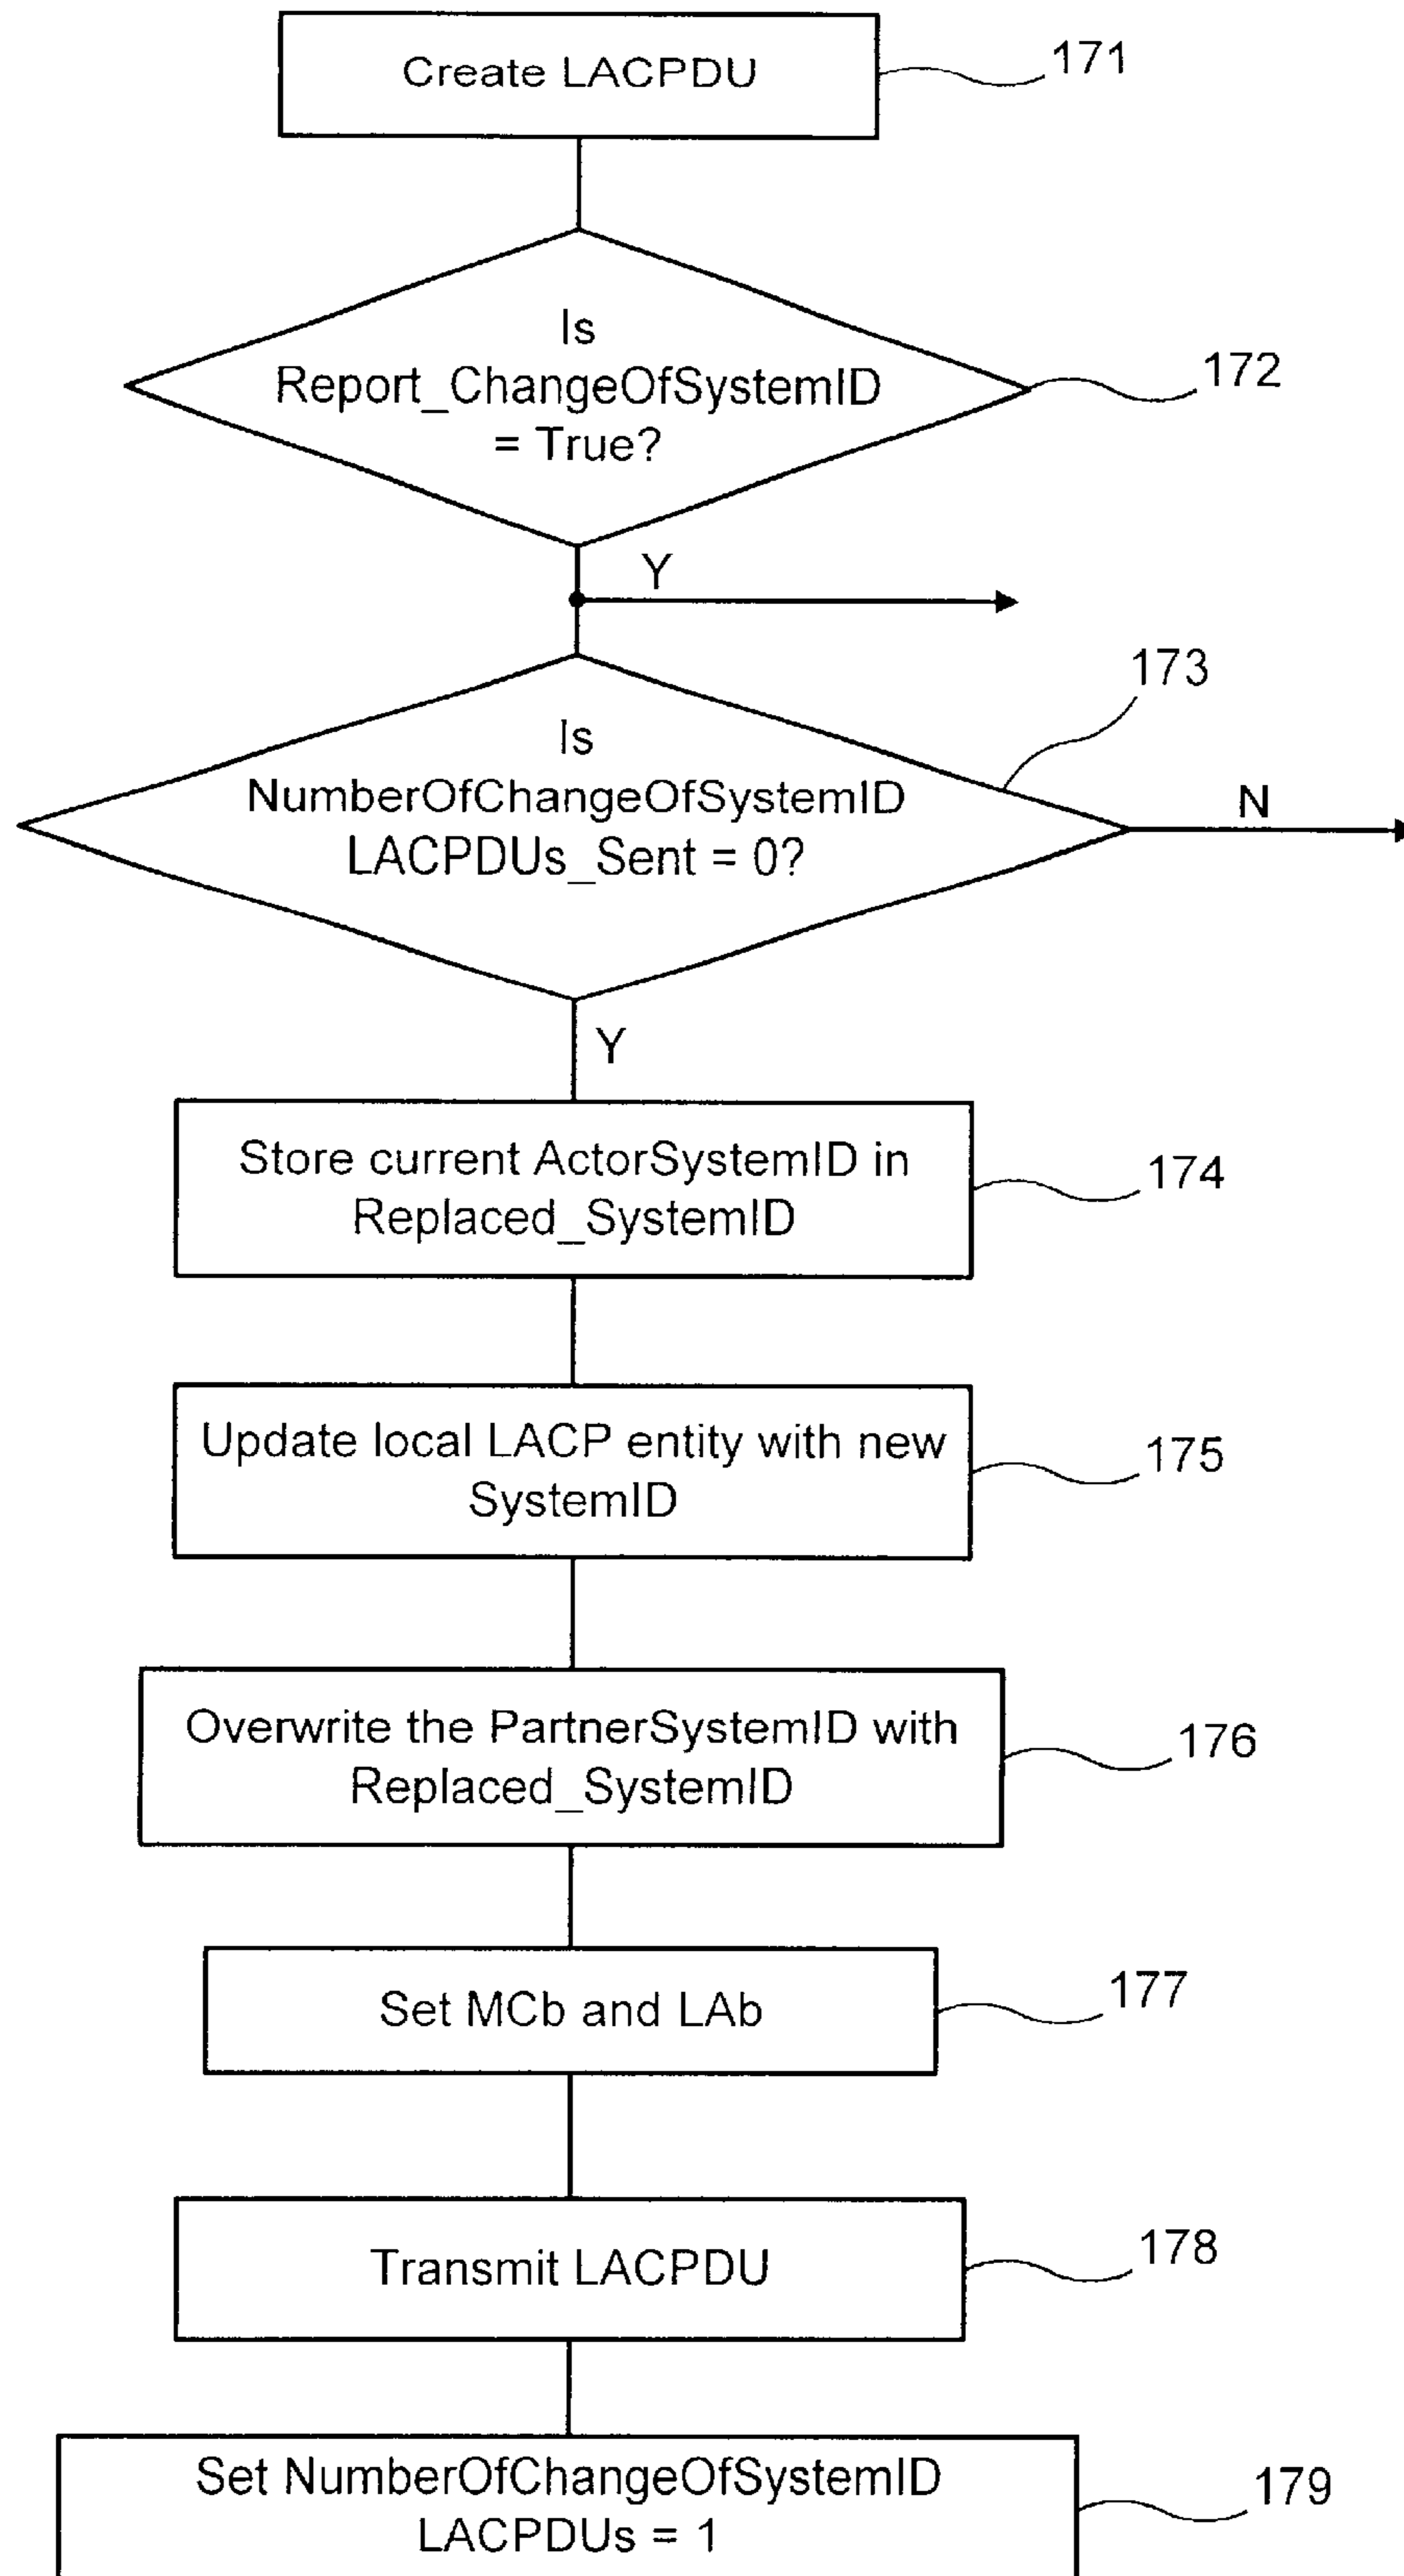 Create LACPDU
171
Is
Report_ChangeOfSystemID
= True?
172
Y
173
Is
NumberOfChangeOfSystemID
LACPDUs_Sent = 0?
N
Y
Store current ActorSystemID in
Replaced_SystemID
174
Update local LACP entity with new
SystemID
175
Overwrite the PartnerSystemID with
Replaced_SystemID
176
Set MCb and LAb
177
Transmit LACPDU
178
Set NumberOfChangeOfSystemID
LACPDUs = 1
179